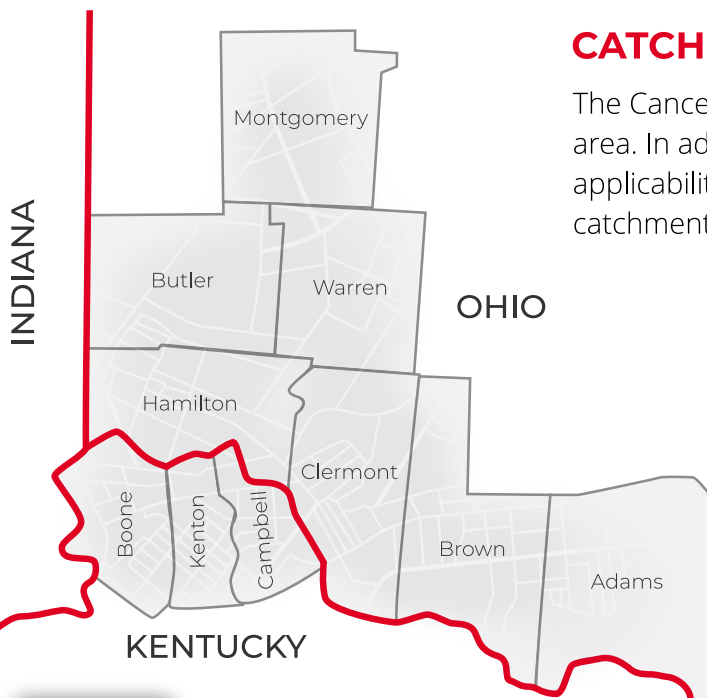 CATCH
The Cance
area. In ad
applicabilit
catchment
Montgomery
INDIANA
Butler
Warren
OHIO
Hamilton
Clermont
Boone
Kenton
Campbell
Brown
Adams
KENTUCKY